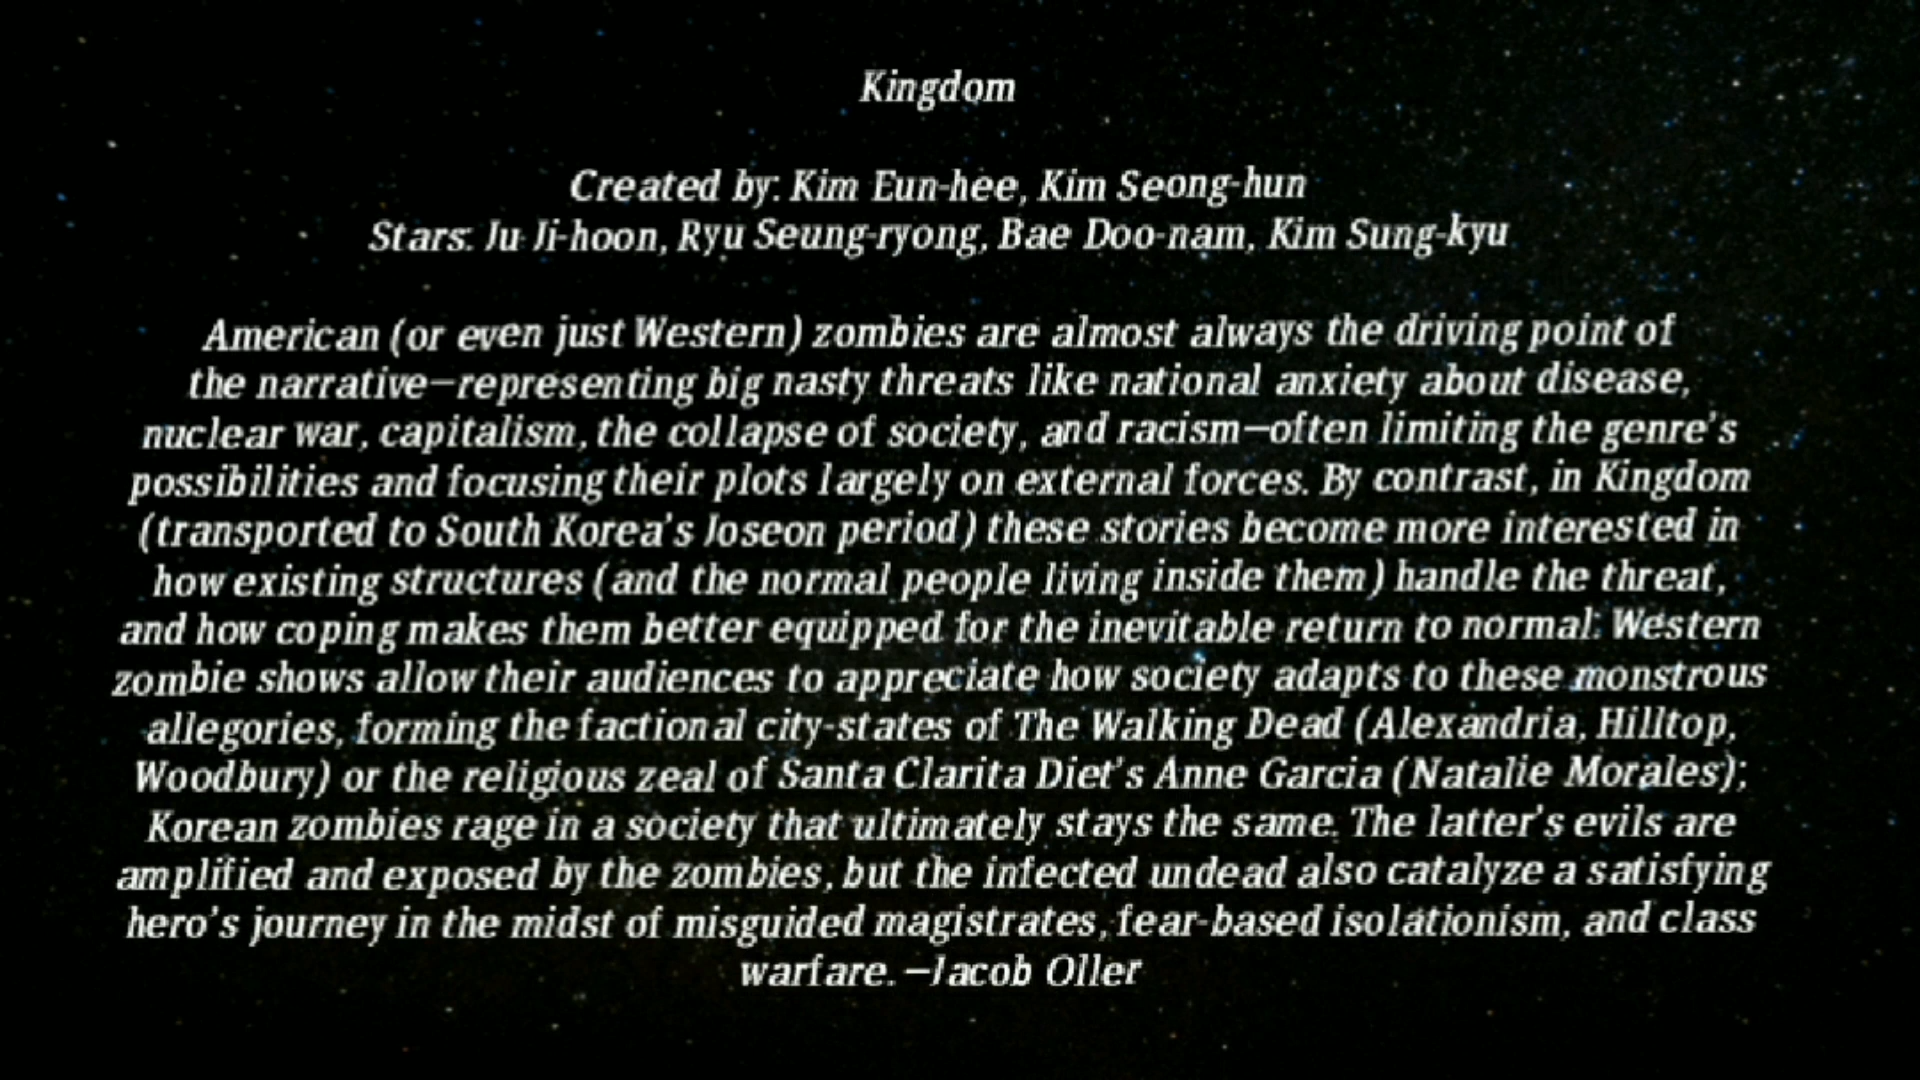 Kingdom
Created by: Kim Eun-hee, Kim Seong-hun
Stars: Ju Ji-hoon, Ryu Seung-ryong, Bae Doo-nam, Kim Sung-kyu
American (or even just Western) zombies are almost always the driving point of
the narrative—representing big nasty threats like national anxiety about disease,
nuclear war, capitalism, the collapse of society, and racism—often limiting the genre's
possibilities and focusing their plots largely on external forces. By contrast, in Kingdom
(transported to South Korea's Joseon period) these stories become more interested in
how existing structures (and the normal people living inside them) handle the threat,
and how coping makes them better equipped for the inevitable return to normal: Western
zombie shows allow their audiences to appreciate how society adapts to these monstrous
allegories, forming the factional city-states of The Walking Dead (Alexandria, Hilltop,
Woodbury) or the religious zeal of Santa Clarita Diet's Anne Garcia (Natalie Morales);
Korean zombies rage in a society that ultimately stays the same. The latter's evils are
amplified and exposed by the zombies, but the infected undead also catalyze a satisfying
hero's journey in the midst of misguided magistrates, fear-based isolationism, and class
warfare. —Jacob Oller